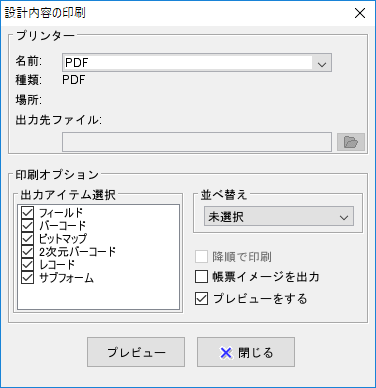 設計内容の印刷
プリンター
名前:
PDF
種類: PDF
場所:
出力先ファイル:
印刷オプション
出力アイテム選択
フィールド
バーコード
ビットマップ
2次元バーコード
レコード
サブフォーム
並べ替え
未選択
降順で印刷
帳票イメージを出力
プレビューをする
プレビュー
閉じる